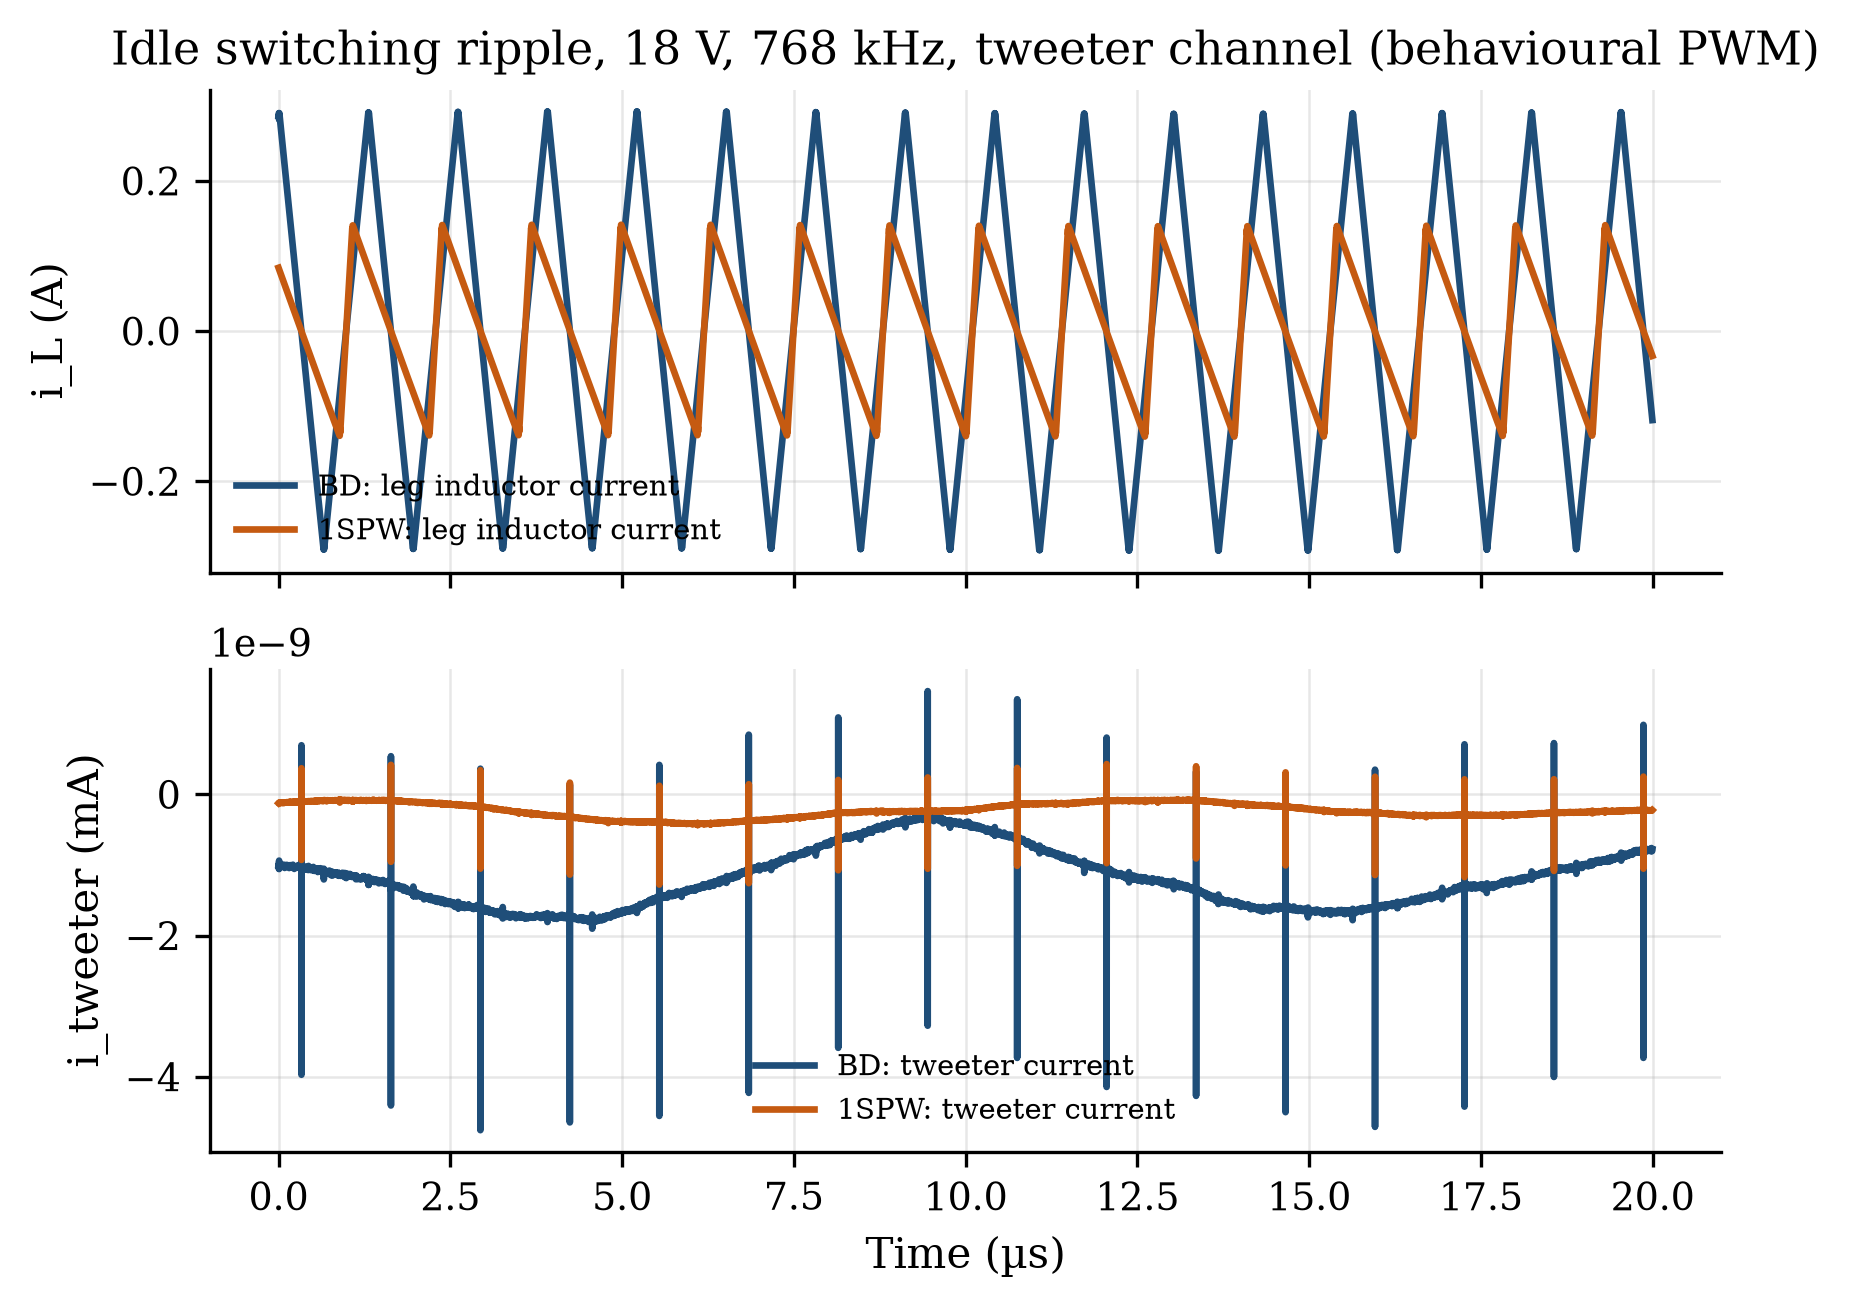 Idle switching ripple, 18 V, 768 kHz, tweeter channel (behavioural PWM)
i_L (A)
0.2
0.0
−0.2
BD: leg inductor current
1SPW: leg inductor current
1e−9
i_tweeter (mA)
0
−2
−4
BD: tweeter current
1SPW: tweeter current
0.0 2.5 5.0 7.5 10.0 12.5 15.0 17.5 20.0
Time (µs)